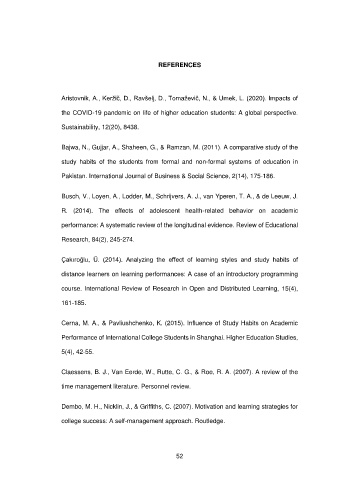 REFERENCES
Aristovnik, A., Keržič, D., Ravšelj, D., Tomaževič, N., & Umek, L. (2020). Impacts of
the COVID-19 pandemic on life of higher education students: A global perspective.
Sustainability, 12(20), 8438.
Bajwa, N., Gujjar, A., Shaheen, G., & Ramzan, M. (2011). A comparative study of the
study habits of the students from formal and non-formal systems of education in
Pakistan. International Journal of Business & Social Science, 2(14), 175-186.
Busch, V., Loyen, A., Lodder, M., Schrijvers, A. J., van Yperen, T. A., & de Leeuw, J.
R. (2014). The effects of adolescent health-related behavior on academic
performance: A systematic review of the longitudinal evidence. Review of Educational
Research, 84(2), 245-274.
Çakıroğlu, Ü. (2014). Analyzing the effect of learning styles and study habits of
distance learners on learning performances: A case of an introductory programming
course. International Review of Research in Open and Distributed Learning, 15(4),
161-185.
Cerna, M. A., & Pavliushchenko, K. (2015). Influence of Study Habits on Academic
Performance of International College Students in Shanghai. Higher Education Studies,
5(4), 42-55.
Claessens, B. J., Van Eerde, W., Rutte, C. G., & Roe, R. A. (2007). A review of the
time management literature. Personnel review.
Dembo, M. H., Nicklin, J., & Griffiths, C. (2007). Motivation and learning strategies for
college success: A self-management approach. Routledge.
52